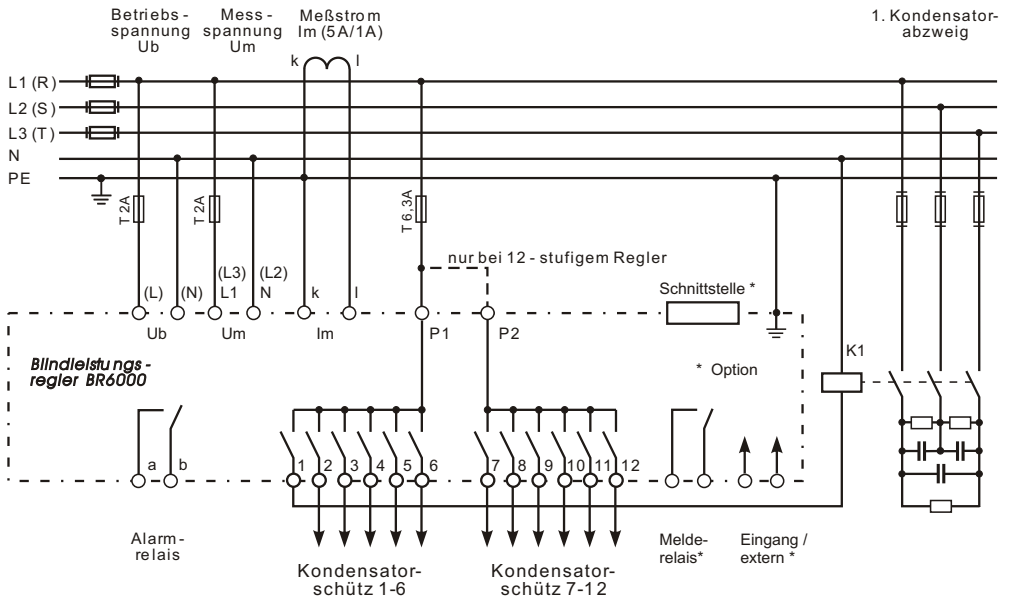 Betriebs-
spannung
Ub
Mess-
spannung
Um
Meßstrom
Im (5A/1A)
1. Kondensator-
abzweig
k l
L1 (R)
L2 (S)
L3 (T)
N
PE
T 2A
T 2A
T 6,3A
nur bei 12 - stufigem Regler
(L) (N) (L3) (L2)
L1 N k l
Schnittstelle *
Ub Um Im P1 P2
K1
Blindleistungs-
regler BR6000
* Option
a b
1 2 3 4 5 6 7 8 9 10 11 12
Alarm-
relais
Melde-
relais*
Eingang /
extern *
Kondensator-
schütz 1-6
Kondensator-
schütz 7-12